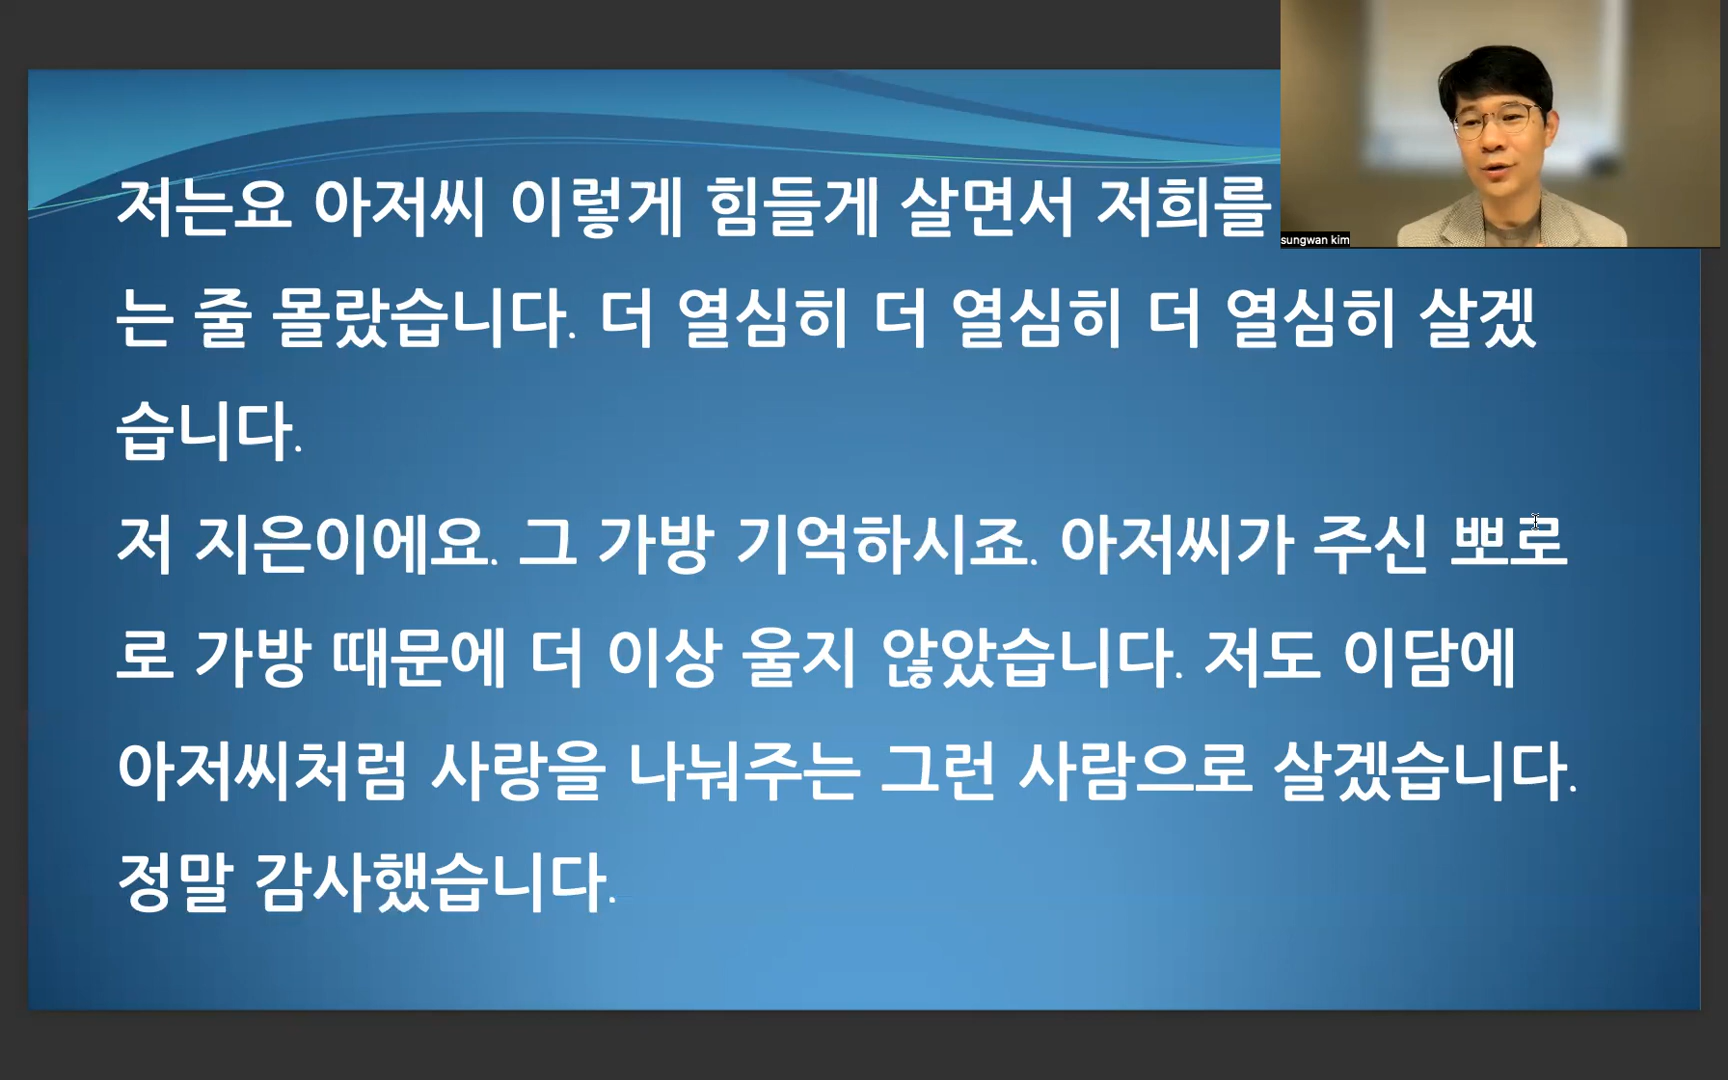 저는요 아저씨 이렇게 힘들게 살면서 저희를
는 줄 몰랐습니다. 더 열심히 더 열심히 더 열심히 살겠
습니다.
저 지은이에요. 그 가방 기억하시죠. 아저씨가 주신 뽀로
로 가방 때문에 더 이상 울지 않았습니다. 저도 이담에
아저씨처럼 사랑을 나눠주는 그런 사람으로 살겠습니다.
정말 감사했습니다.
sungwan kim